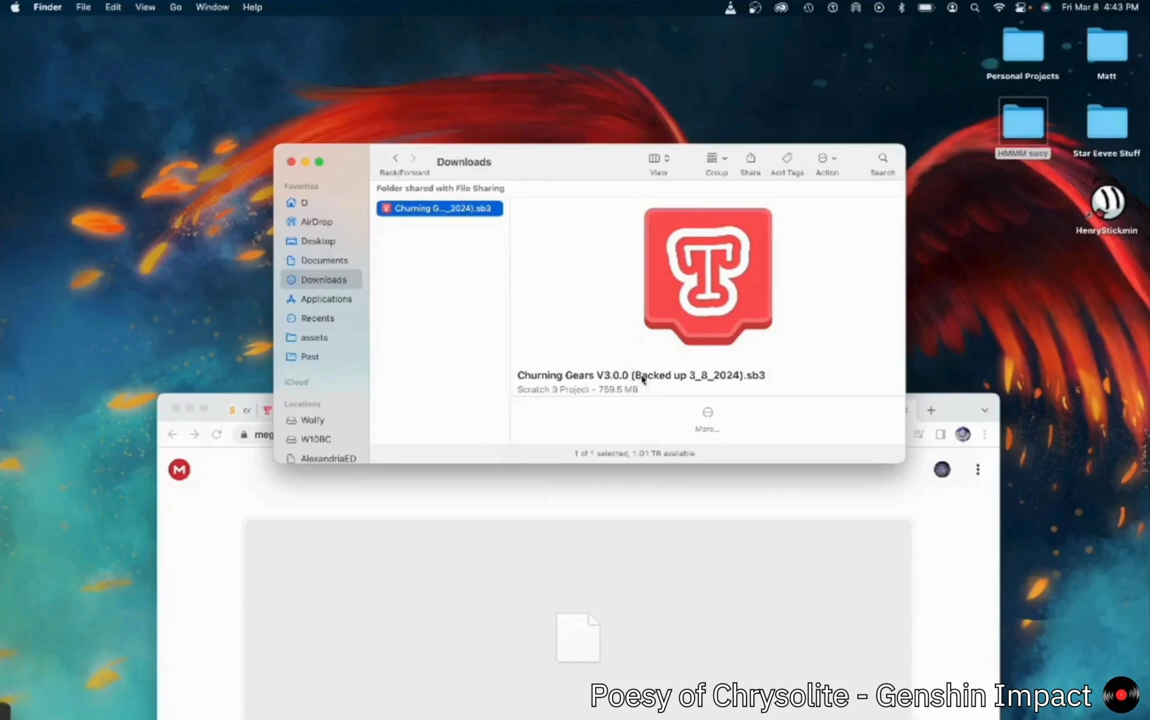 Finder File Edit View Go Window Help Fri Mar 8 4:43 PM
Personal Projects Matt
HMMM susy Star Eevee Stuff
HenryStickmin
Downloads
Back/Forward View Group Share Add Tags Action Search
Folder shared with File Sharing
Churning G..._2024).sb3
Favorites
O
AirDrop
Desktop
Documents
Downloads
Applications
Recents
assets
Past
iCloud
Locations
Wolfy
W10BC
AlexandriaED
Churning Gears V3.0.0 (Backed up 3_8_2024).sb3
Scratch 3 Project - 759.5 MB
More...
1 of 1 selected, 1.01 TB available
meg
M
Poesy of Chrysolite - Genshin Impact